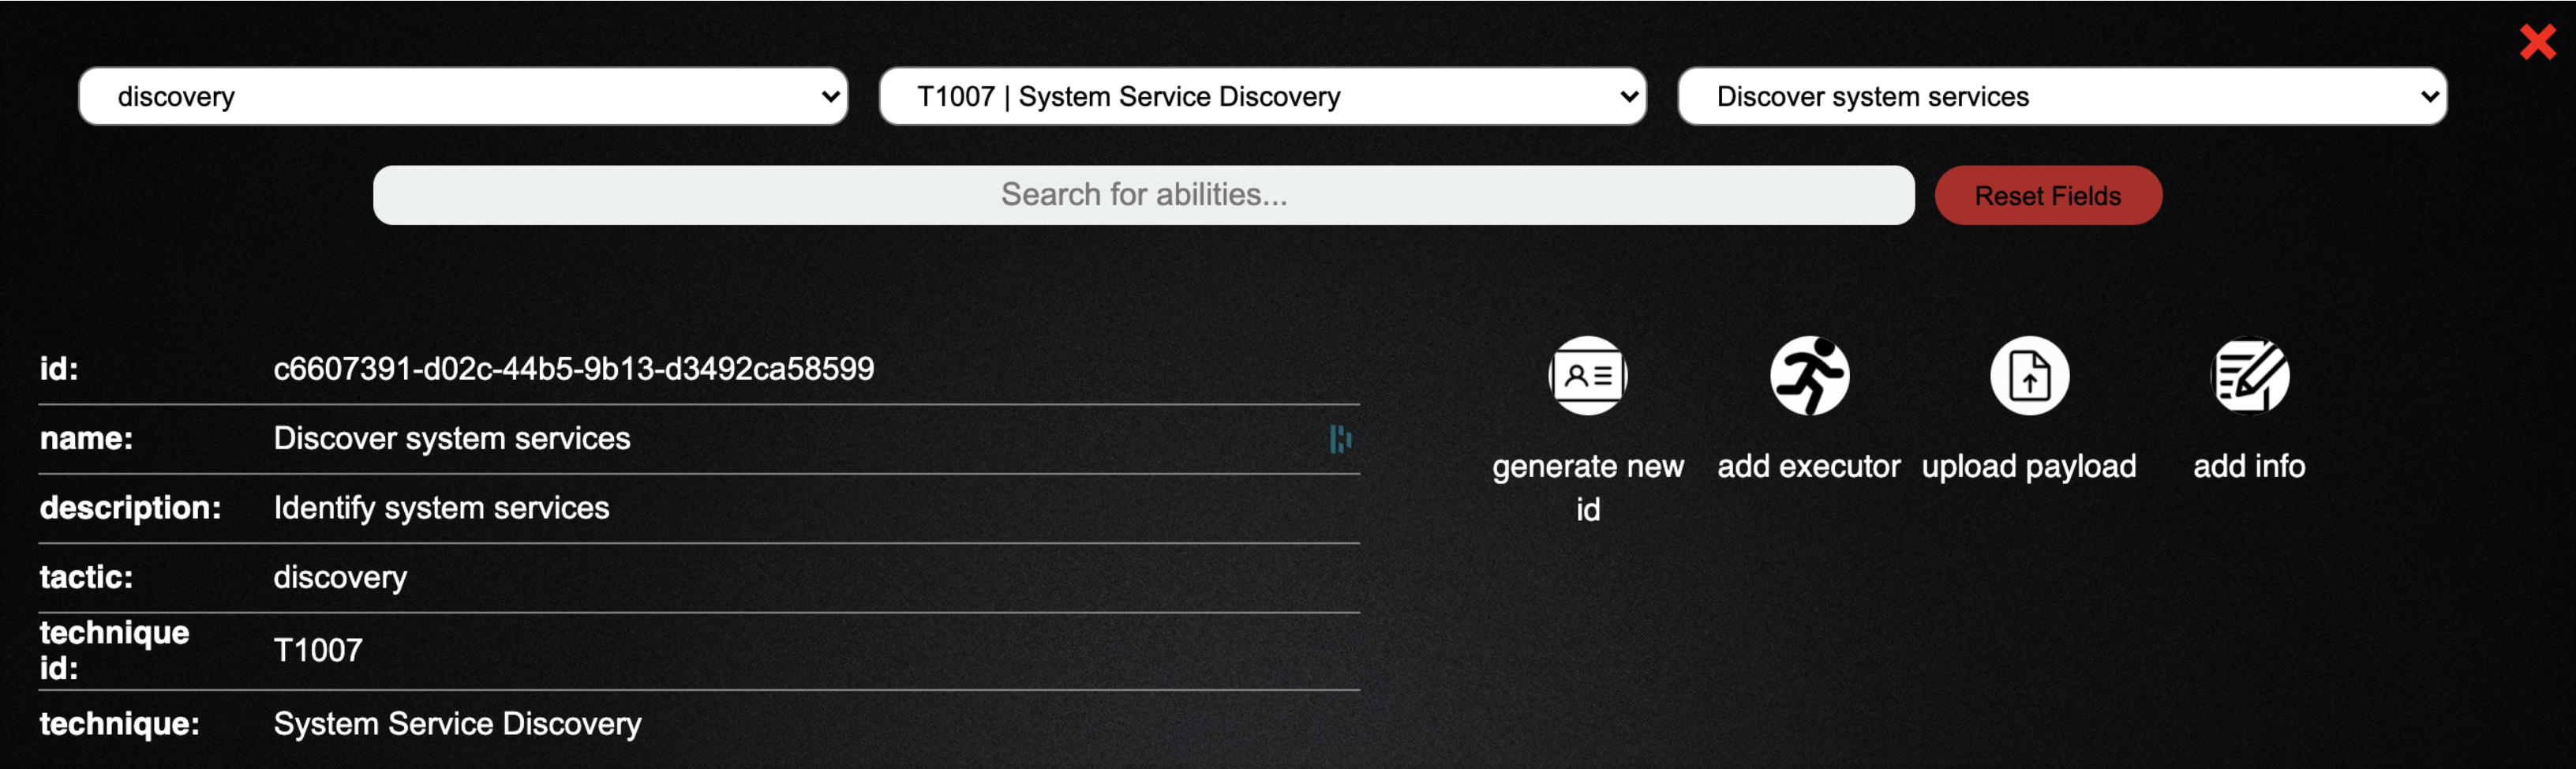 discovery
T1007 | System Service Discovery
Discover system services
Search for abilities...
Reset Fields
id: c6607391-d02c-44b5-9b13-d3492ca58599
name: Discover system services
description: Identify system services
tactic: discovery
technique
id: T1007
technique: System Service Discovery
generate new
id
add executor
upload payload
add info